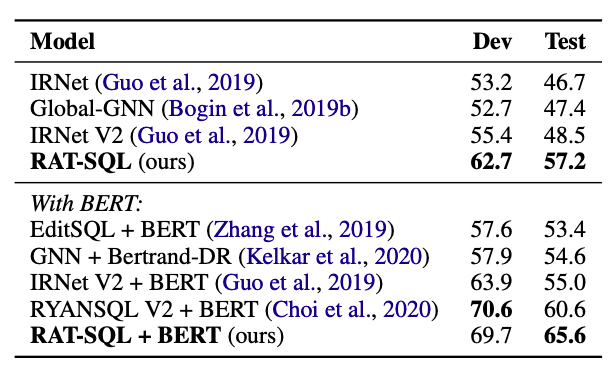 Model Dev Test
IRNet (Guo et al., 2019) 53.2 46.7
Global-GNN (Bogin et al., 2019b) 52.7 47.4
IRNet V2 (Guo et al., 2019) 55.4 48.5
RAT-SQL (ours) 62.7 57.2
With BERT:
EditSQL + BERT (Zhang et al., 2019) 57.6 53.4
GNN + Bertrand-DR (Kelkar et al., 2020) 57.9 54.6
IRNet V2 + BERT (Guo et al., 2019) 63.9 55.0
RYANSQL V2 + BERT (Choi et al., 2020) 70.6 60.6
RAT-SQL + BERT (ours) 69.7 65.6